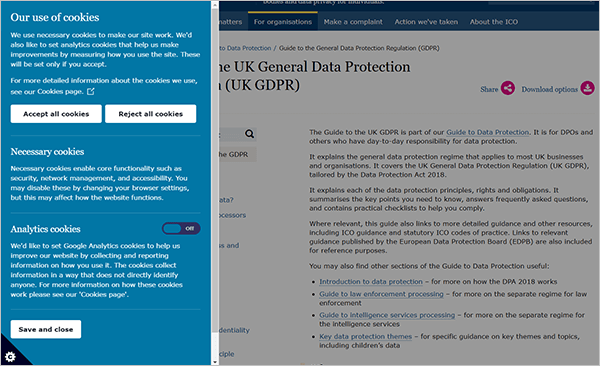 Our use of cookies
We use necessary cookies to make our site work. We'd
also like to set analytics cookies that help us make
improvements by measuring how you use the site. These
will be set only if you accept.
For more detailed information about the cookies we use,
see our Cookies page.
Accept all cookies Reject all cookies
Necessary cookies
Necessary cookies enable core functionality such as
security, network management, and accessibility. You
may disable these by changing your browser settings,
but this may affect how the website functions.
Analytics cookies Off
We'd like to set Google Analytics cookies to help us
improve our website by collecting and reporting
information on how you use it. The cookies collect
information in a way that does not directly identify
anyone. For more information on how these cookies
work please see our 'Cookies page'.
Save and close
bodies and data privacy for individuals.
matters For organisations Make a complaint Action we've taken About the ICO
to Data Protection / Guide to the General Data Protection Regulation (GDPR)
he UK General Data Protection
n (UK GDPR)
Share Download options
he GDPR
ata?
ocessors
s and
dentiality
nciple
The Guide to the UK GDPR is part of our Guide to Data Protection. It is for DPOs and
others who have day-to-day responsibility for data protection.
It explains the general data protection regime that applies to most UK businesses
and organisations. It covers the UK General Data Protection Regulation (UK GDPR),
tailored by the Data Protection Act 2018.
It explains each of the data protection principles, rights and obligations. It
summarises the key points you need to know, answers frequently asked questions,
and contains practical checklists to help you comply.
Where relevant, this guide also links to more detailed guidance and other resources,
including ICO guidance and statutory ICO codes of practice. Links to relevant
guidance published by the European Data Protection Board (EDPB) are also included
for reference purposes.
You may also find other sections of the Guide to Data Protection useful:
• Introduction to data protection – for more on how the DPA 2018 works
• Guide to law enforcement processing – for more on the separate regime for law
enforcement
• Guide to intelligence services processing – for more on the separate regime for
the intelligence services
• Key data protection themes – for specific guidance on key themes and topics,
including children's data